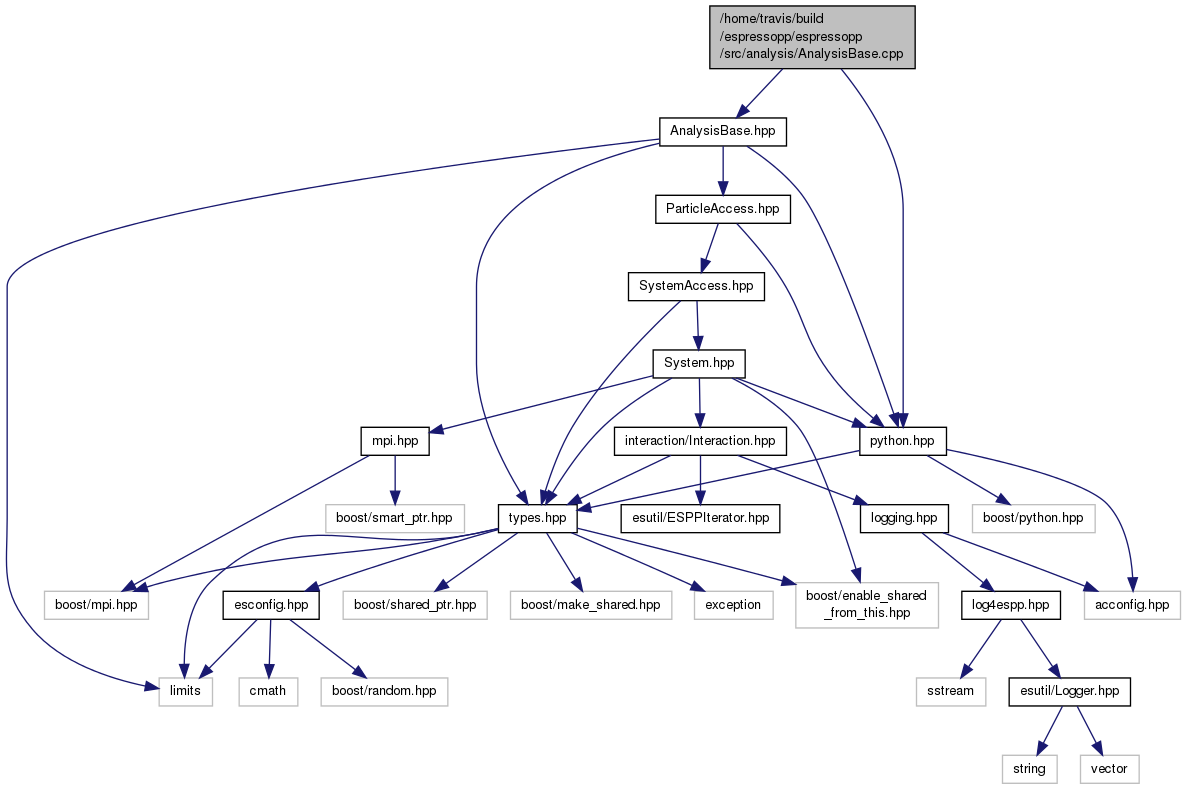 /home/travis/build
/espressopp/espressopp
/src/analysis/AnalysisBase.cpp
AnalysisBase.hpp
ParticleAccess.hpp
SystemAccess.hpp
System.hpp
mpi.hpp
interaction/Interaction.hpp
python.hpp
boost/smart_ptr.hpp
types.hpp
esutil/ESPPIterator.hpp
logging.hpp
boost/python.hpp
boost/mpi.hpp
esconfig.hpp
boost/shared_ptr.hpp
boost/make_shared.hpp
exception
boost/enable_shared
_from_this.hpp
log4espp.hpp
acconfig.hpp
limits
cmath
boost/random.hpp
sstream
esutil/Logger.hpp
string
vector